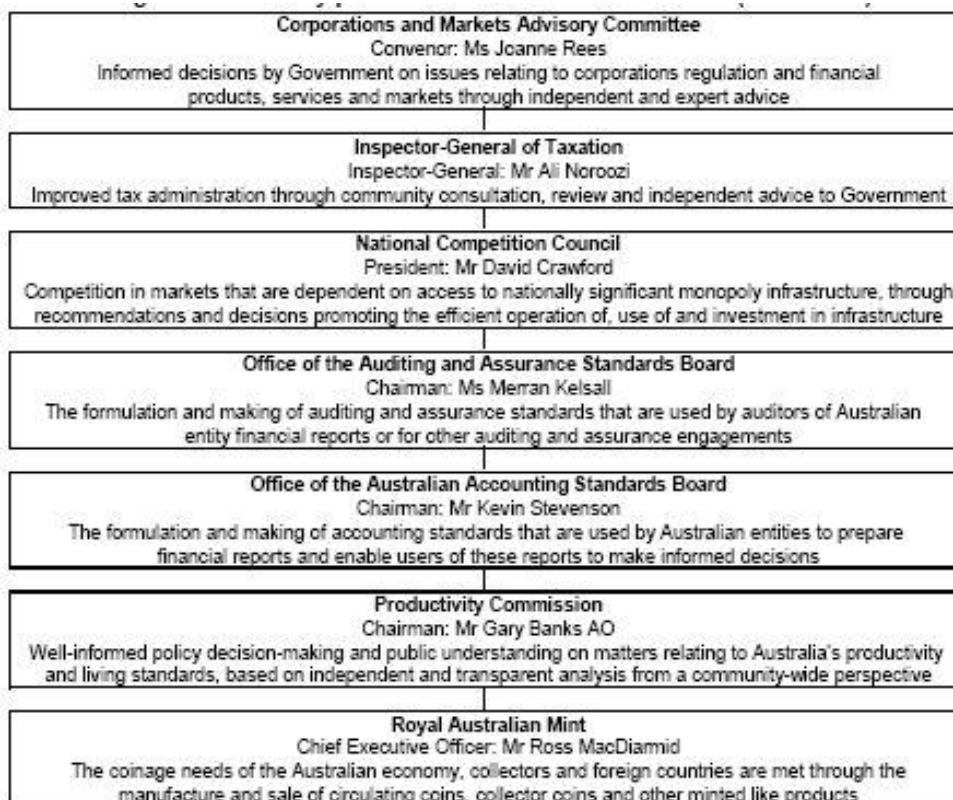 Corporations and Markets Advisory Committee
Convenor: Ms Joanne Rees
Informed decisions by Government on issues relating to corporations regulation and financial
products, services and markets through independent and expert advice
Inspector-General of Taxation
Inspector-General: Mr Ali Noroozi
Improved tax administration through community consultation, review and independent advice to Government
National Competition Council
President: Mr David Crawford
Competition in markets that are dependent on access to nationally significant monopoly infrastructure, through
recommendations and decisions promoting the efficient operation of, use of and investment in infrastructure
Office of the Auditing and Assurance Standards Board
Chairman: Ms Merran Kelsall
The formulation and making of auditing and assurance standards that are used by auditors of Australian
entity financial reports or for other auditing and assurance engagements
Office of the Australian Accounting Standards Board
Chairman: Mr Kevin Stevenson
The formulation and making of accounting standards that are used by Australian entities to prepare
financial reports and enable users of these reports to make informed decisions
Productivity Commission
Chairman: Mr Gary Banks AO
Well-informed policy decision-making and public understanding on matters relating to Australia's productivity
and living standards, based on independent and transparent analysis from a community-wide perspective
Royal Australian Mint
Chief Executive Officer: Mr Ross MacDiarmid
The coinage needs of the Australian economy, collectors and foreign countries are met through the
manufacture and sale of circulating coins, collector coins and other minted like products